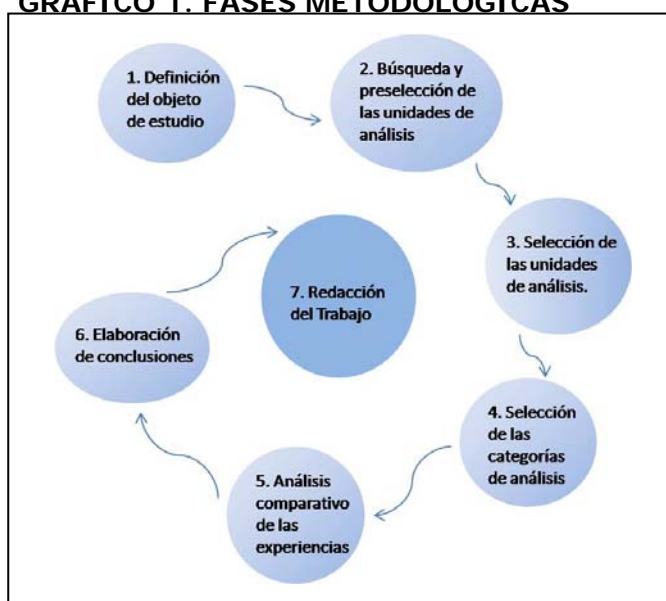 GRÁFICO 1. FASES METODOLÓGICAS
1. Definición
del objeto
de estudio
2. Búsqueda y
preselección de
las unidades de
análisis
3. Selección de
las unidades
de análisis.
4. Selección
de las
categorías
de análisis
5. Análisis
comparativo
de las
experiencias
6. Elaboración
de conclusiones
7. Redacción
del Trabajo